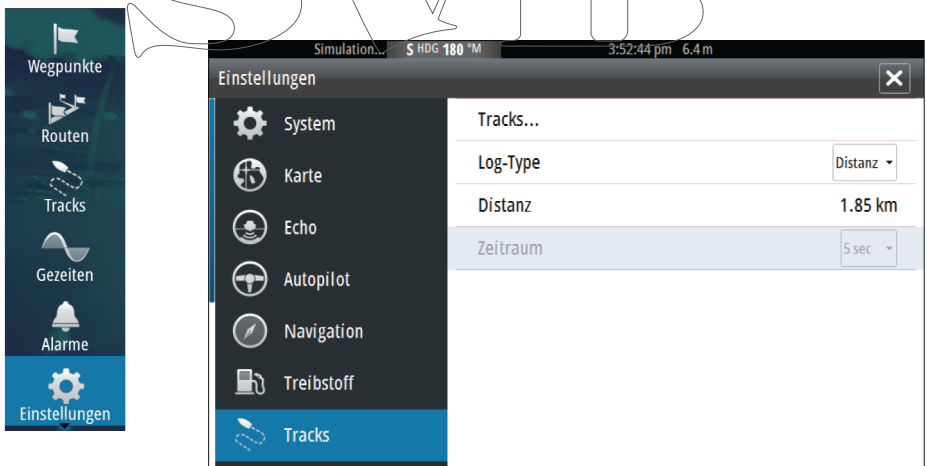 Wegpunkte
Routen
Tracks
Gezeiten
Alarme
Einstellungen
Simulation... S HDG 180 °M 3:52:44 pm 6.4 m
Einstellungen
System
Karte
Echo
Autopilot
Navigation
Treibstoff
Tracks
Tracks...
Log-Type Distanz
Distanz 1.85 km
Zeitraum 5 sec